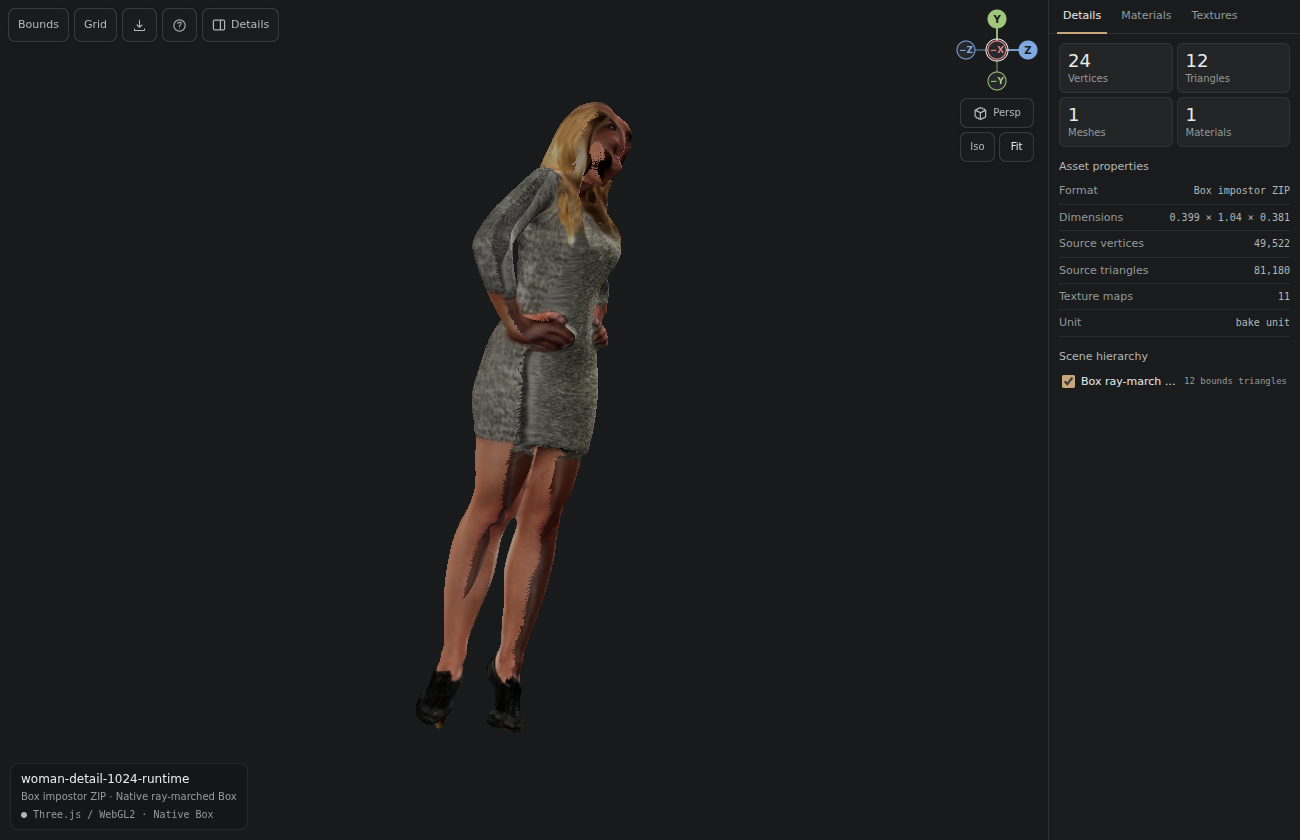 Bounds
Grid
Details
Y
−Z
−X
Z
−Y
Persp
Iso
Fit
Details
Materials
Textures
24
Vertices
12
Triangles
1
Meshes
1
Materials
Asset properties
Format Box impostor ZIP
Dimensions 0.399 × 1.04 × 0.381
Source vertices 49,522
Source triangles 81,180
Texture maps 11
Unit bake unit
Scene hierarchy
Box ray-march ... 12 bounds triangles
woman-detail-1024-runtime
Box impostor ZIP · Native ray-marched Box
Three.js / WebGL2 · Native Box